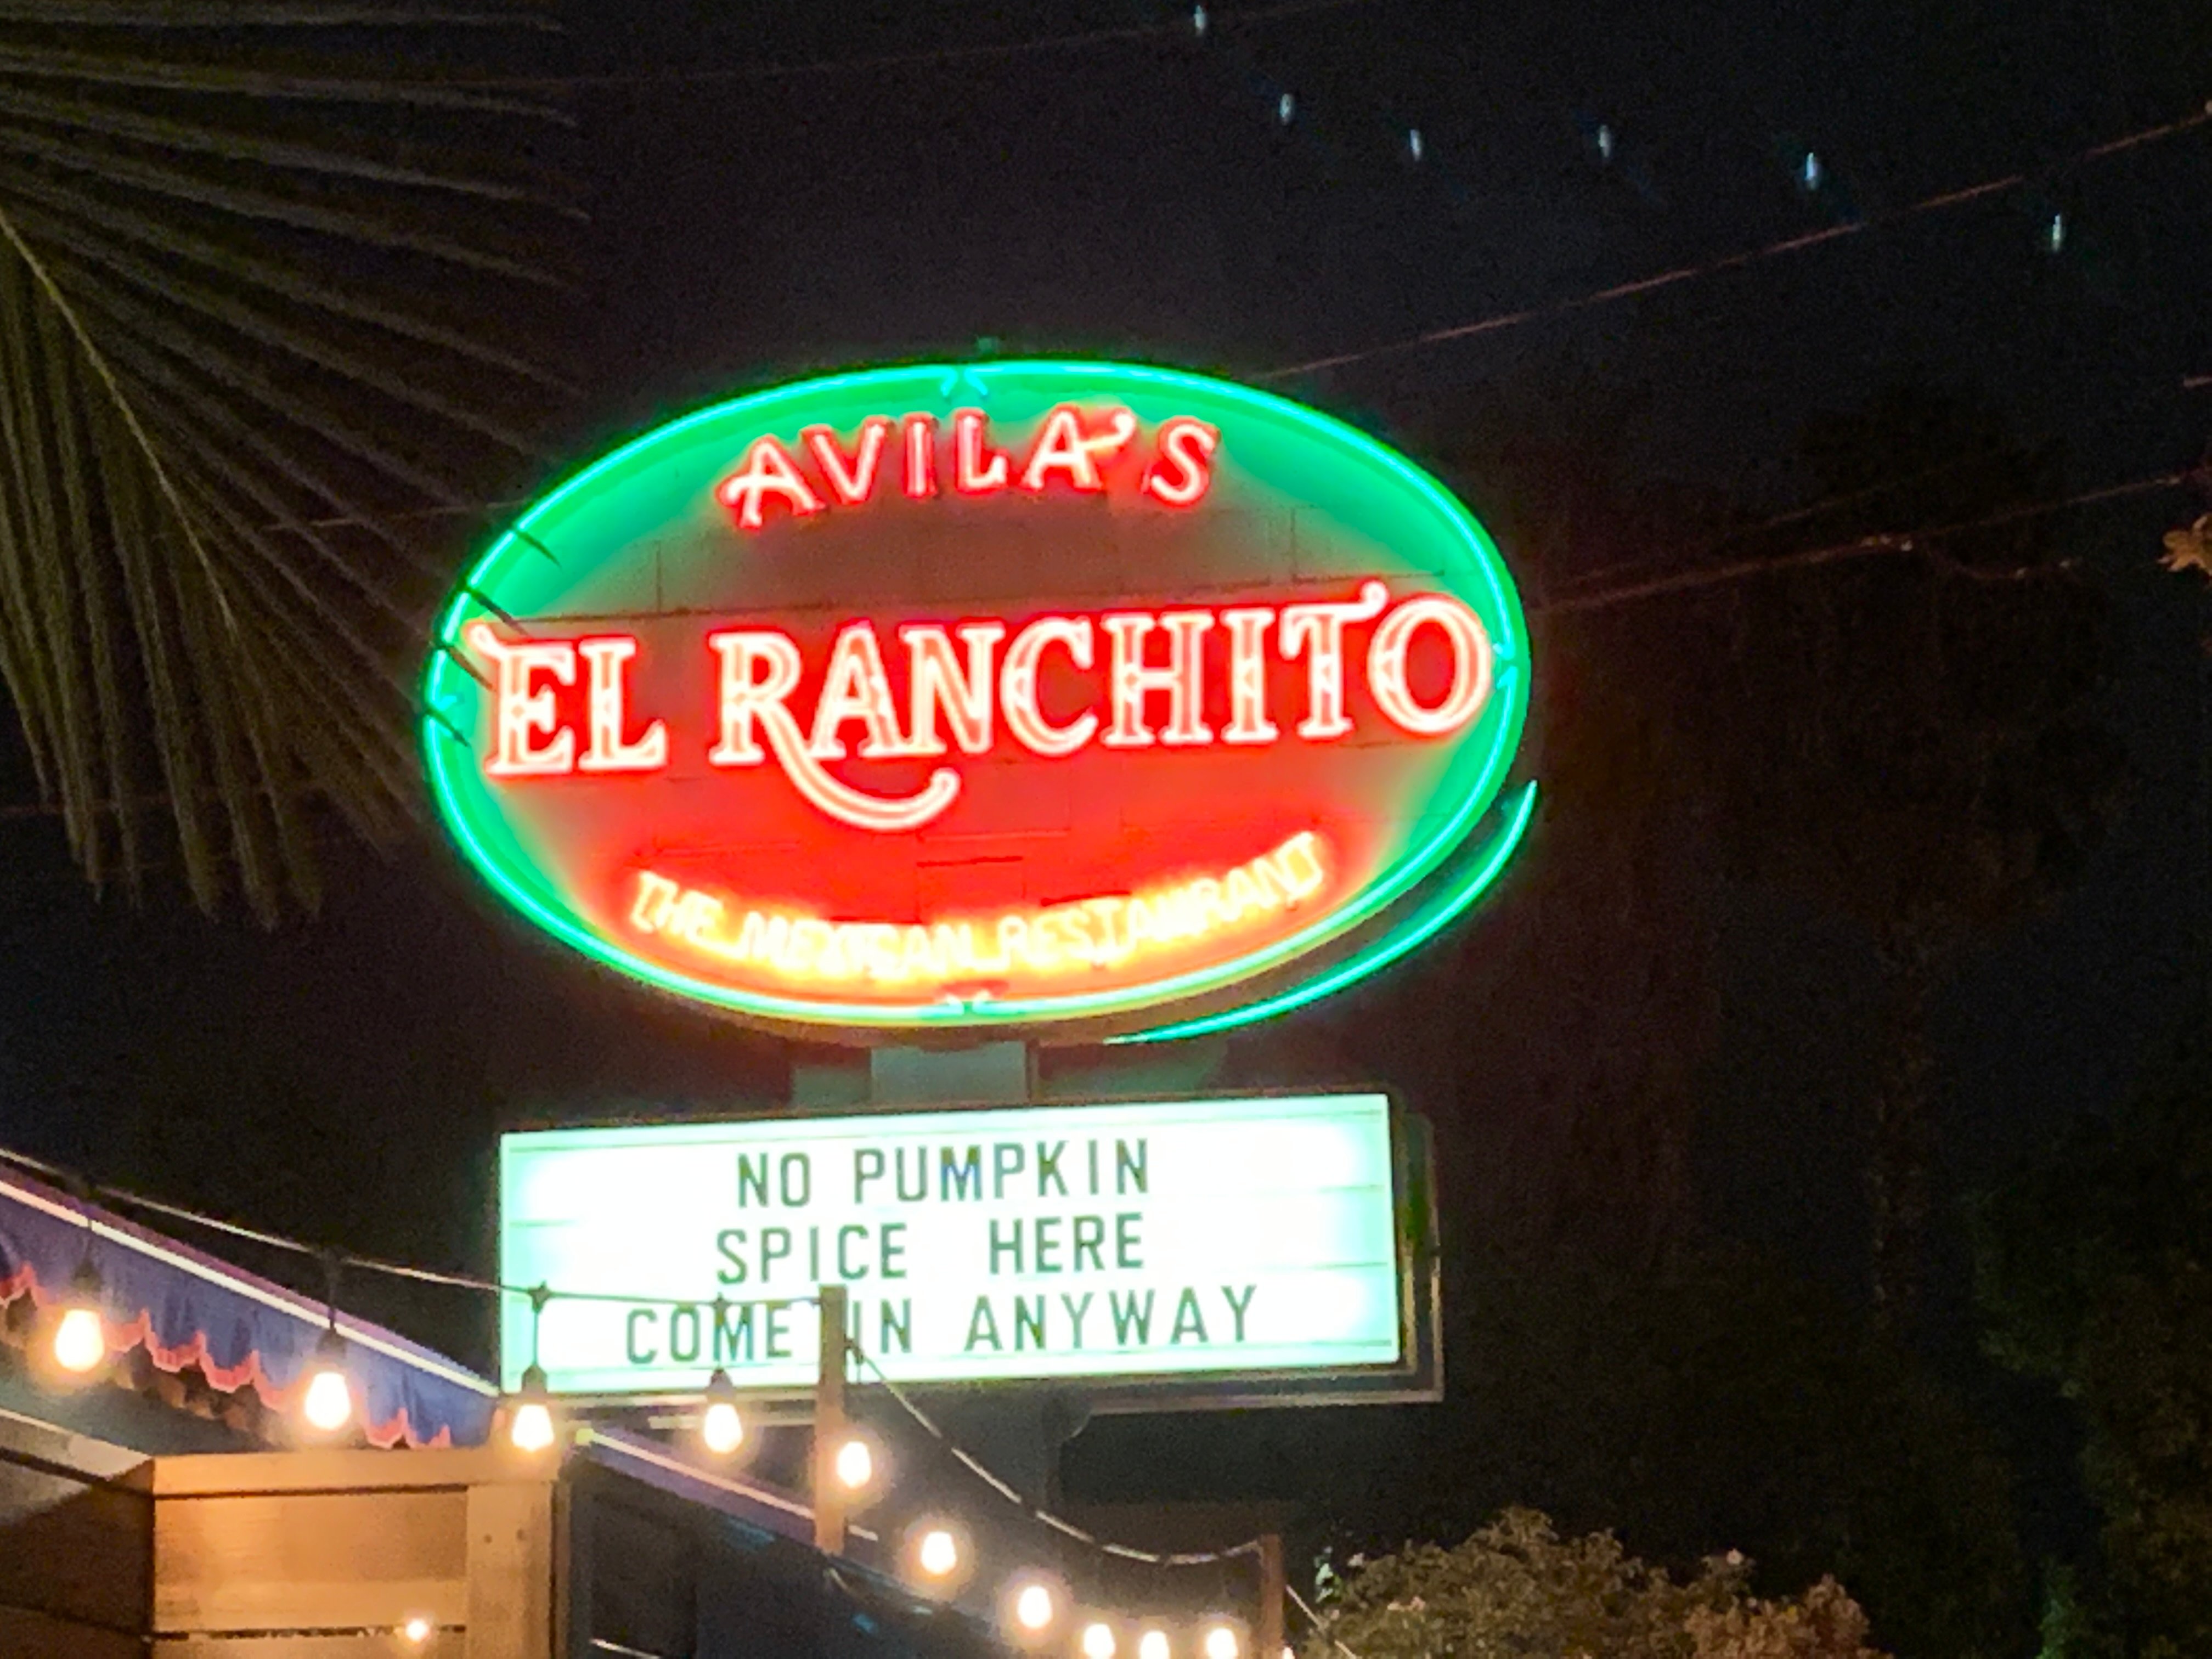 AVILA'S
EL RANCHITO
THE MEXICAN RESTAURANT
NO PUMPKIN
SPICE HERE
COME IN ANYWAY